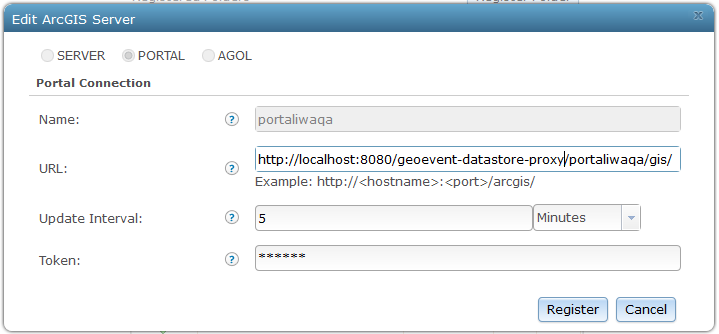 Edit ArcGIS Server x
SERVER PORTAL AGOL
Portal Connection
Name: ? portaliwaqa
URL: ? http://localhost:8080/geoevent-datastore-proxy/portaliwaqa/gis/
Example: http://<hostname>:<port>/arcgis/
Update Interval: ? 5 Minutes
Token: ? ******
Register Cancel